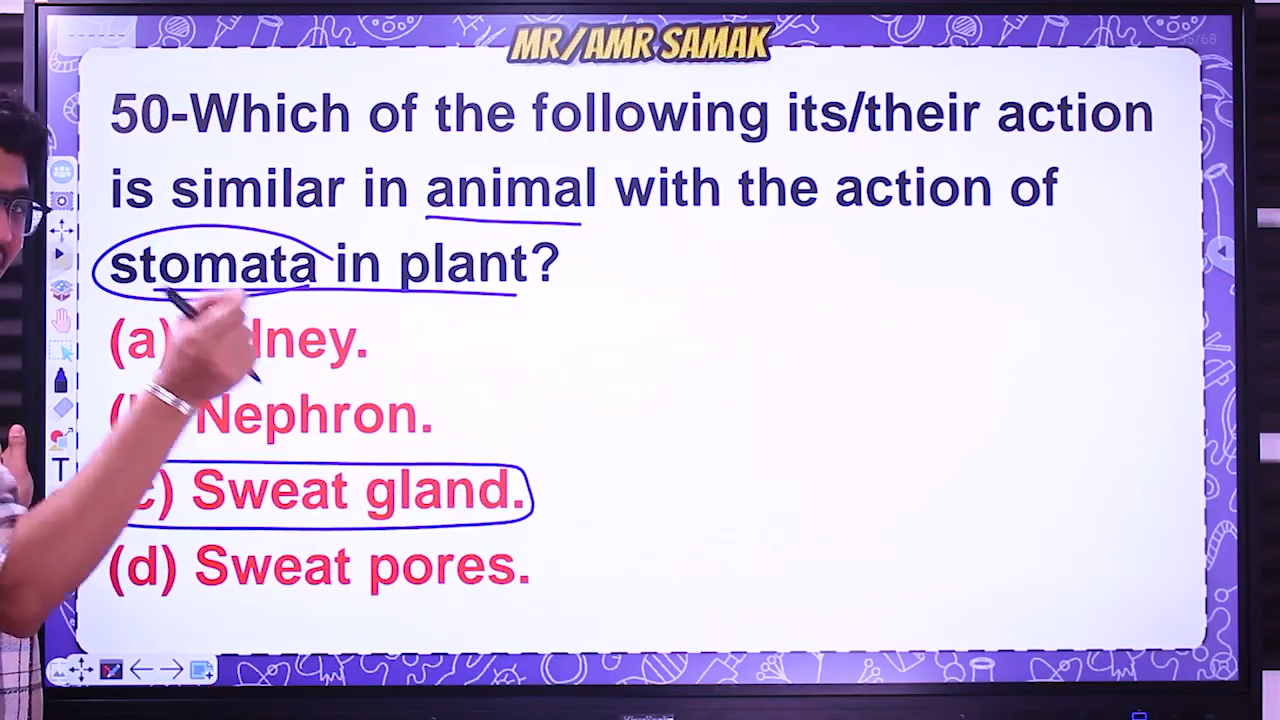 MR/AMR SAMAK
50-Which of the following its/their action
is similar in animal with the action of
stomata in plant?
(a) dney.
Nephron.
c) Sweat gland.
(d) Sweat pores.
T